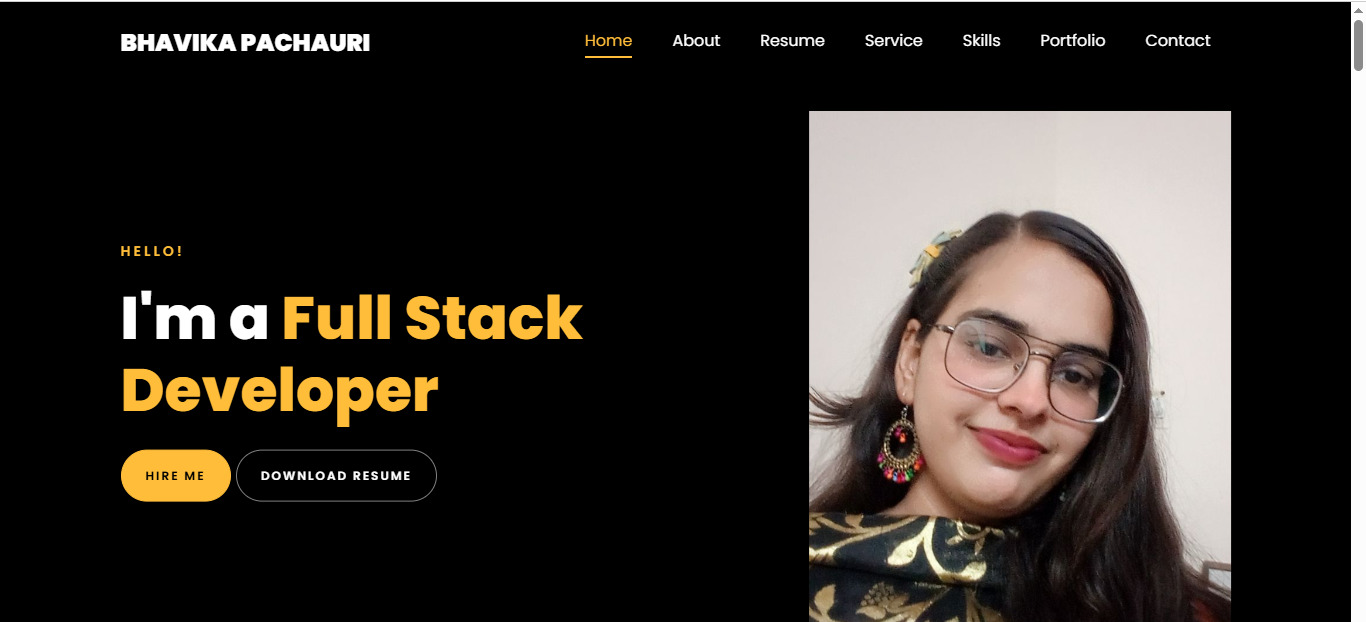 BHAVIKA PACHAURI
Home About Resume Service Skills Portfolio Contact
HELLO!
I'm a Full Stack
Developer
HIRE ME
DOWNLOAD RESUME